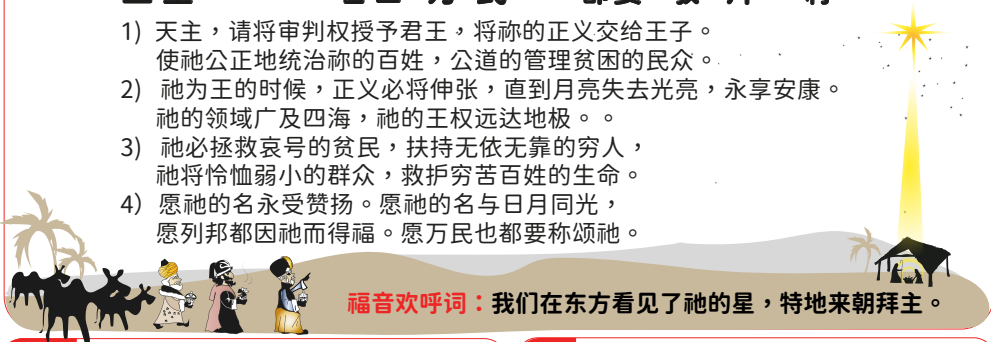 1) 天主，请将审判权授予君王，将祢的正义交给王子。
使祂公正地统治祢的百姓，公道的管理贫困的民众。
2) 祂为王的时候，正义必将伸张，直到月亮失去光亮，永享安康。
祂的领域广及四海，祂的王权远达地极。。
3) 祂必拯救哀号的贫民，扶持无依无靠的穷人，
祂将怜恤弱小的群众，救护穷苦百姓的生命。
4) 愿祂的名永受赞扬。愿祂的名与日月同光，
愿列邦都因祂而得福。愿万民也都要称颂祂。
福音欢呼词：我们在东方看见了祂的星，特地来朝拜主。